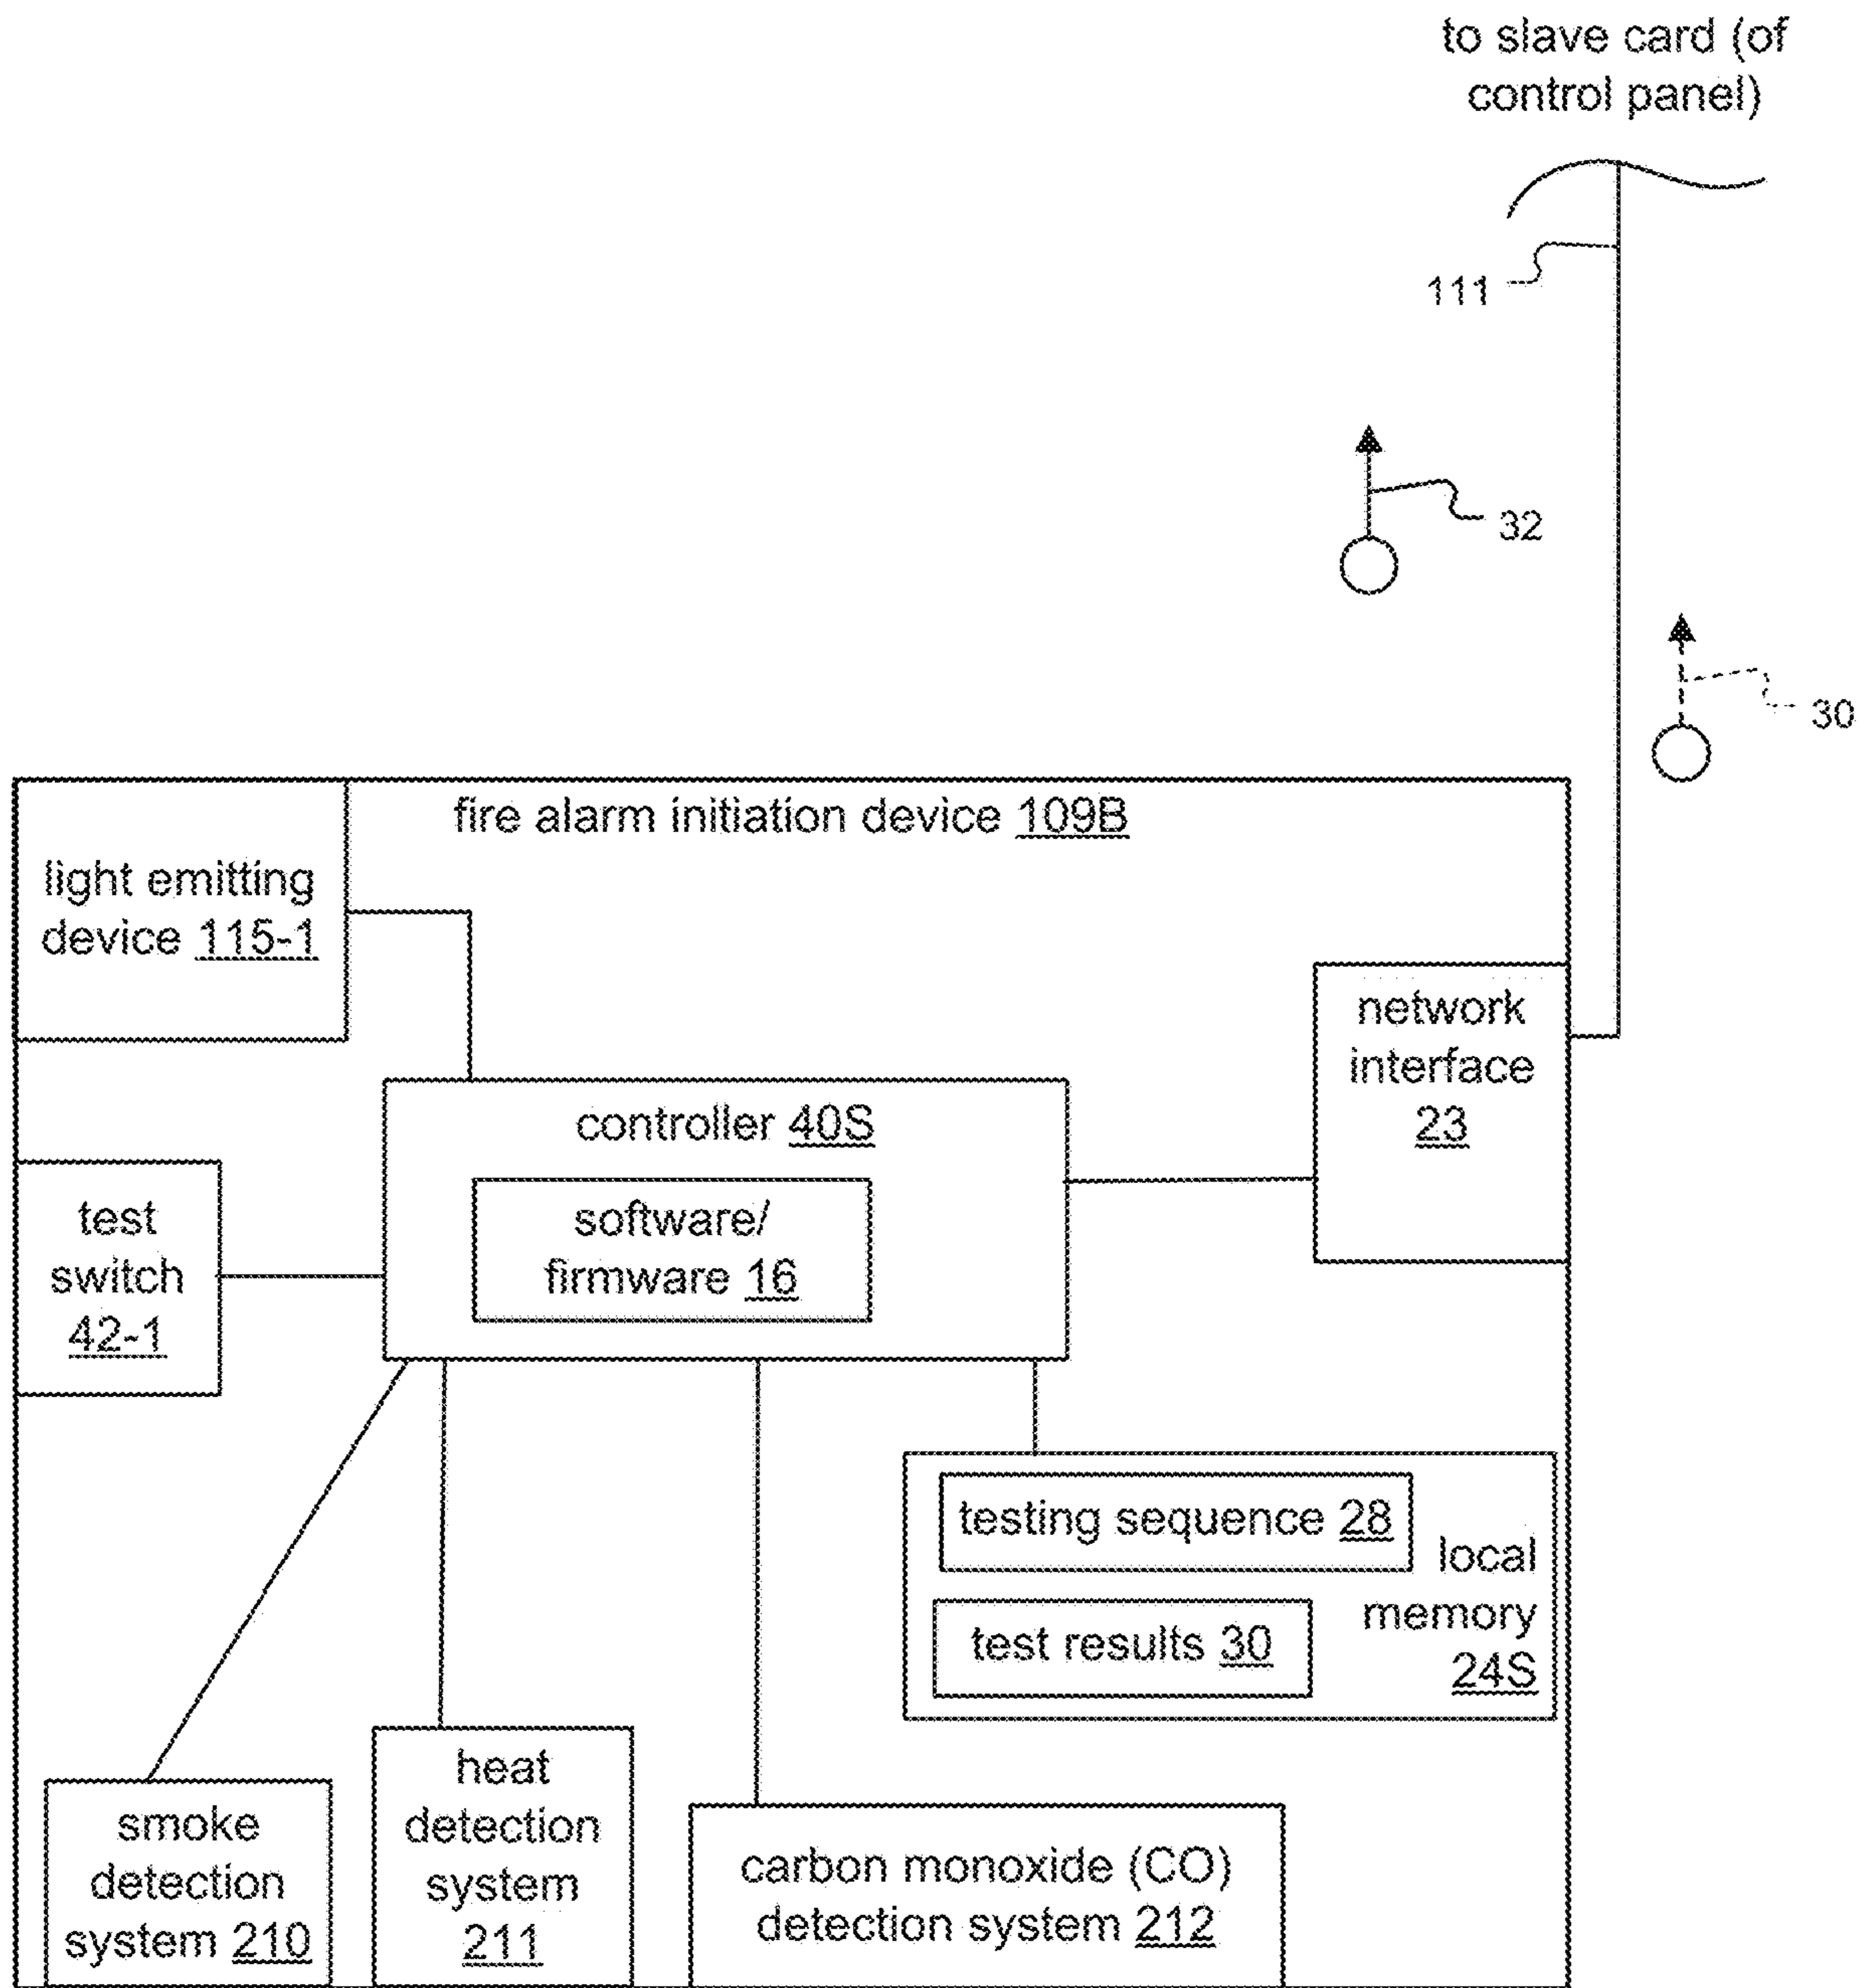 to slave card (of
control panel)
111
32
30
fire alarm initiation device 109B
light emitting
device 115-1
network
interface
23
controller 40S
software/
firmware 16
test
switch
42-1
testing sequence 28
local
memory
24S
test results 30
heat
detection
system
211
smoke
detection
system 210
carbon monoxide (CO)
detection system 212